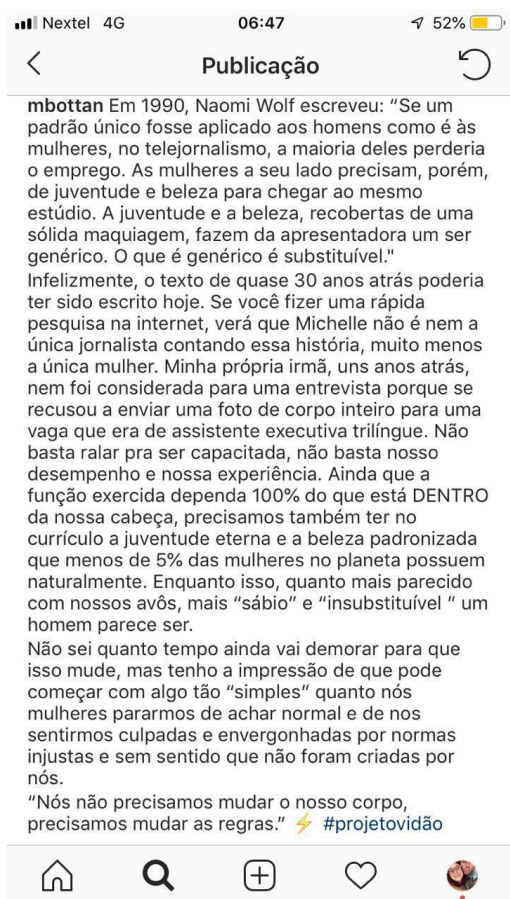 Nextel 4G 06:47 52%
Publicação
mbottan Em 1990, Naomi Wolf escreveu: “Se um
padrão único fosse aplicado aos homens como é às
mulheres, no telejornalismo, a maioria deles perderia
o emprego. As mulheres a seu lado precisam, porém,
de juventude e beleza para chegar ao mesmo
estúdio. A juventude e a beleza, recobertas de uma
sólida maquiagem, fazem da apresentadora um ser
genérico. O que é genérico é substituível."
Infelizmente, o texto de quase 30 anos atrás poderia
ter sido escrito hoje. Se você fizer uma rápida
pesquisa na internet, verá que Michelle não é nem a
única jornalista contando essa história, muito menos
a única mulher. Minha própria irmã, uns anos atrás,
nem foi considerada para uma entrevista porque se
recusou a enviar uma foto de corpo inteiro para uma
vaga que era de assistente executiva trilíngue. Não
basta ralar pra ser capacitada, não basta nosso
desempenho e nossa experiência. Ainda que a
função exercida dependa 100% do que está DENTRO
da nossa cabeça, precisamos também ter no
currículo a juventude eterna e a beleza padronizada
que menos de 5% das mulheres no planeta possuem
naturalmente. Enquanto isso, quanto mais parecido
com nossos avôs, mais “sábio” e “insubstituível ” um
homem parece ser.
Não sei quanto tempo ainda vai demorar para que
isso mude, mas tenho a impressão de que pode
começar com algo tão “simples” quanto nós
mulheres pararmos de achar normal e de nos
sentirmos culpadas e envergonhadas por normas
injustas e sem sentido que não foram criadas por
nós.
“Nós não precisamos mudar o nosso corpo,
precisamos mudar as regras.” ⚡ #projetovidão